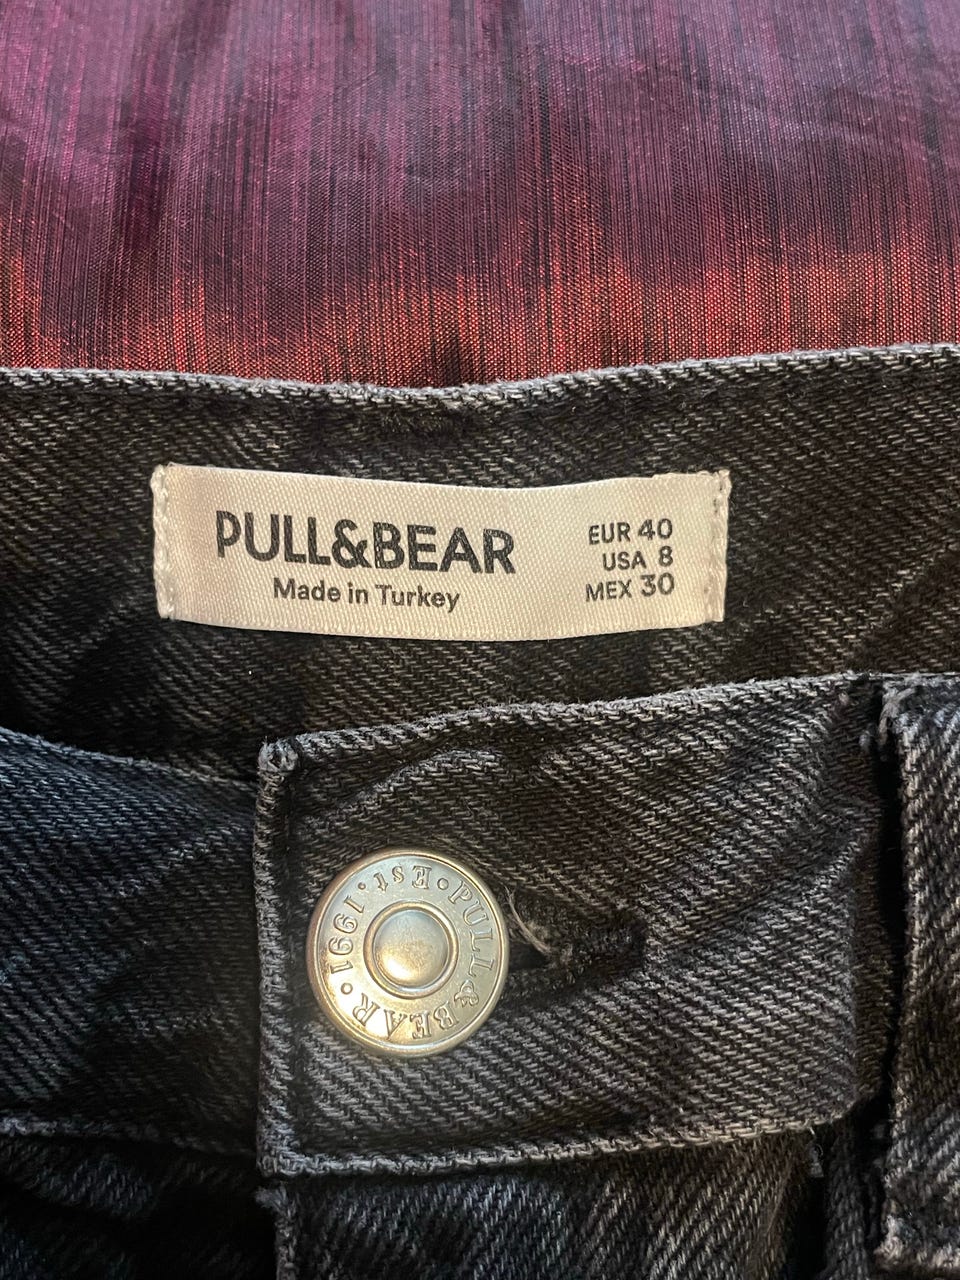 PULL&BEAR
Made in Turkey
EUR 40
USA 8
MEX 30
PULL & BEAR · 1991 · Est ·